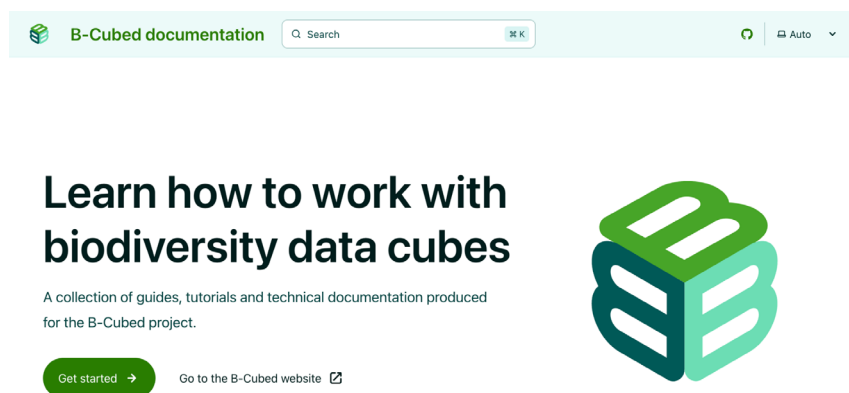 B-Cubed documentation
Search
⌘ K
Auto
Learn how to work with
biodiversity data cubes
A collection of guides, tutorials and technical documentation produced
for the B-Cubed project.
Get started →
Go to the B-Cubed website